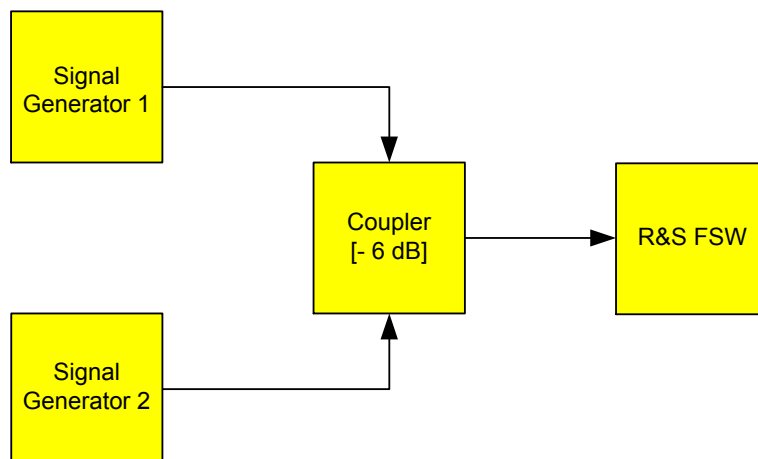 Signal
Generator 1
Coupler
[- 6 dB]
R&S FSW
Signal
Generator 2